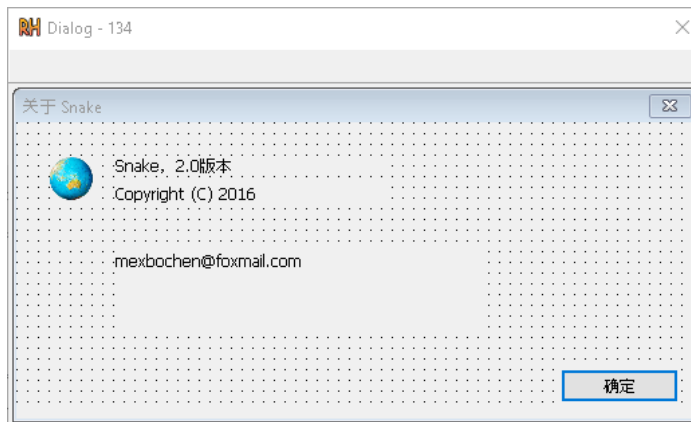 RH Dialog - 134
关于 Snake
Snake，2.0版本
Copyright (C) 2016
mexbochen@foxmail.com
确定